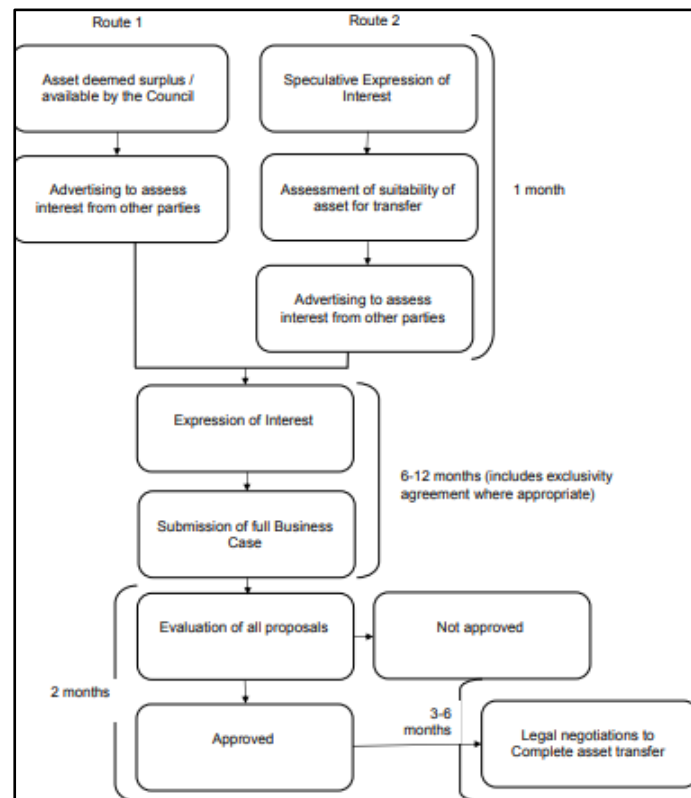 Route 1
Route 2
Asset deemed surplus /
available by the Council
Speculative Expression of
Interest
Advertising to assess
interest from other parties
Assessment of suitability of
asset for transfer
1 month
Advertising to assess
interest from other parties
Expression of Interest
6-12 months (includes exclusivity
agreement where appropriate)
Submission of full Business
Case
Evaluation of all proposals
Not approved
2 months
3-6
months
Approved
Legal negotiations to
Complete asset transfer